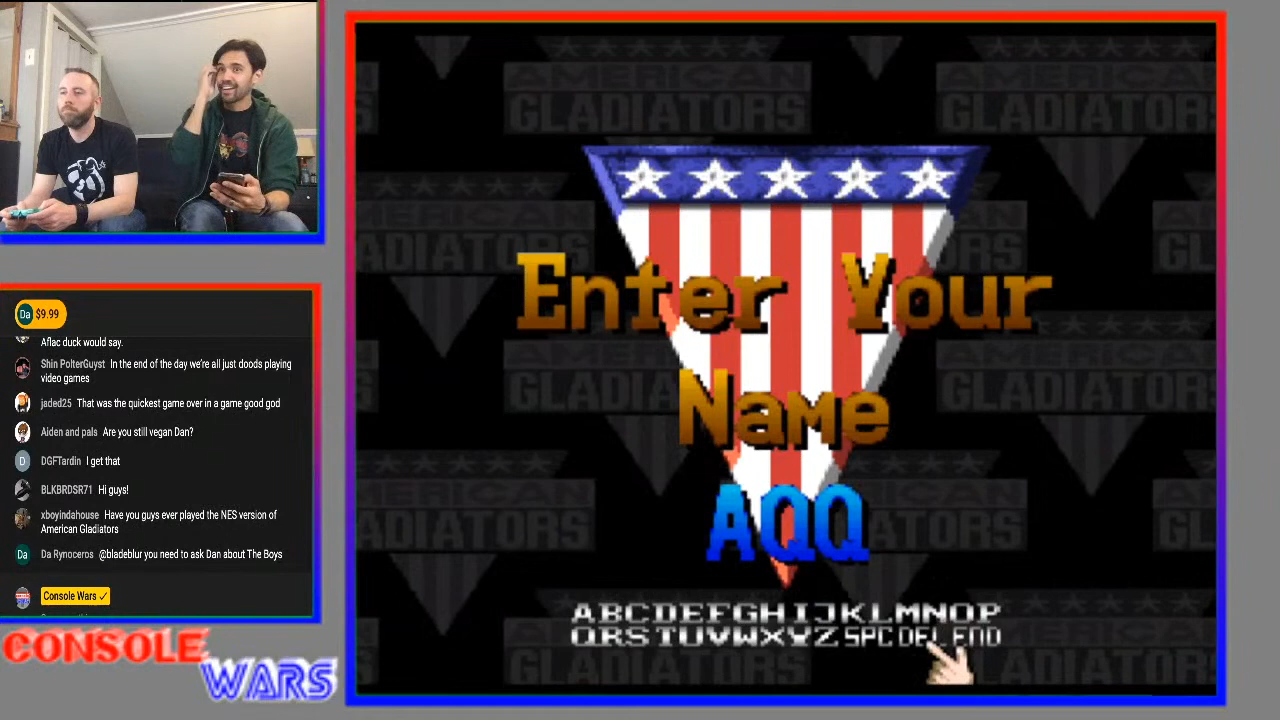 $9.99
Aflac duck would say.
Shin PolterGuyst In the end of the day we're all just doods playing
video games
jaded25 That was the quickest game over in a game good god
Aiden and pals Are you still vegan Dan?
DGFTardin I get that
BLKBRDSR71 Hi guys!
xboyindahouse Have you guys ever played the NES version of
American Gladiators
Da Rynoceros @bladeblur you need to ask Dan about The Boys
Console Wars
CONSOLE
WARS
AMERICAN
GLADIATORS
Enter Your
Name
AQQ
ABCDEFGHIJKLMNOP
QRSTUVWXYZ SPC DEL END